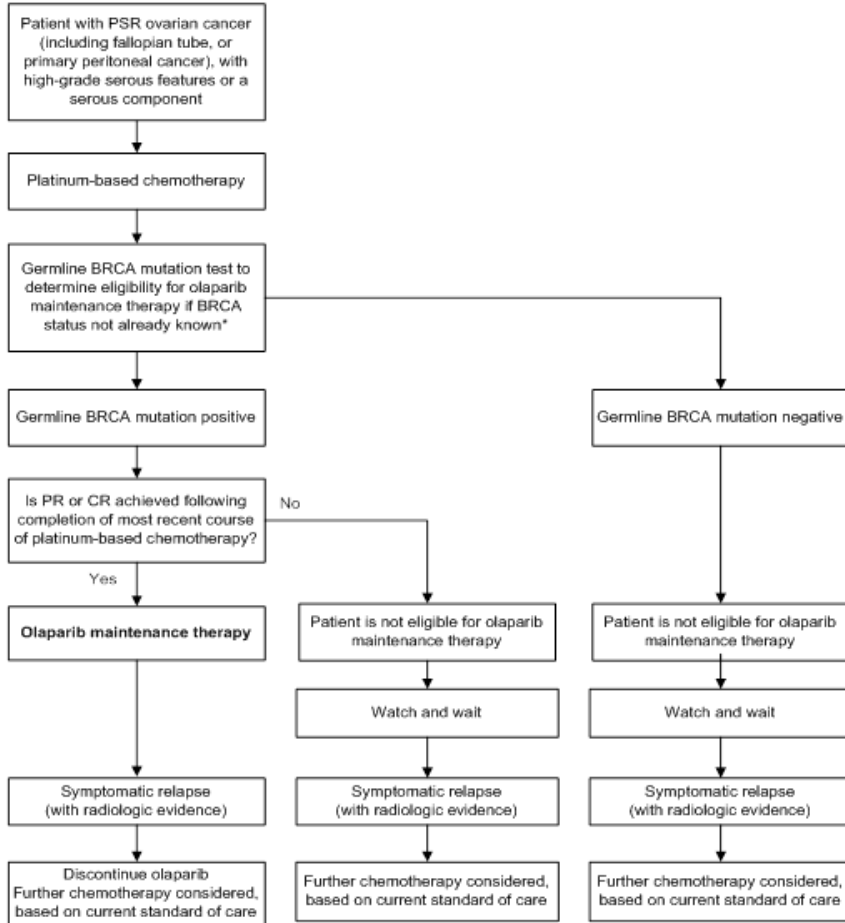 Patient with PSR ovarian cancer
(including fallopian tube, or
primary peritoneal cancer), with
high-grade serous features or a
serous component
Platinum-based chemotherapy
Germline BRCA mutation test to
determine eligibility for olaparib
maintenance therapy if BRCA
status not already known*
Germline BRCA mutation positive
Germline BRCA mutation negative
Is PR or CR achieved following
completion of most recent course
of platinum-based chemotherapy?
No
Yes
Olaparib maintenance therapy
Patient is not eligible for olaparib
maintenance therapy
Patient is not eligible for olaparib
maintenance therapy
Watch and wait
Watch and wait
Symptomatic relapse
(with radiologic evidence)
Symptomatic relapse
(with radiologic evidence)
Symptomatic relapse
(with radiologic evidence)
Discontinue olaparib
Further chemotherapy considered,
based on current standard of care
Further chemotherapy considered,
based on current standard of care
Further chemotherapy considered,
based on current standard of care